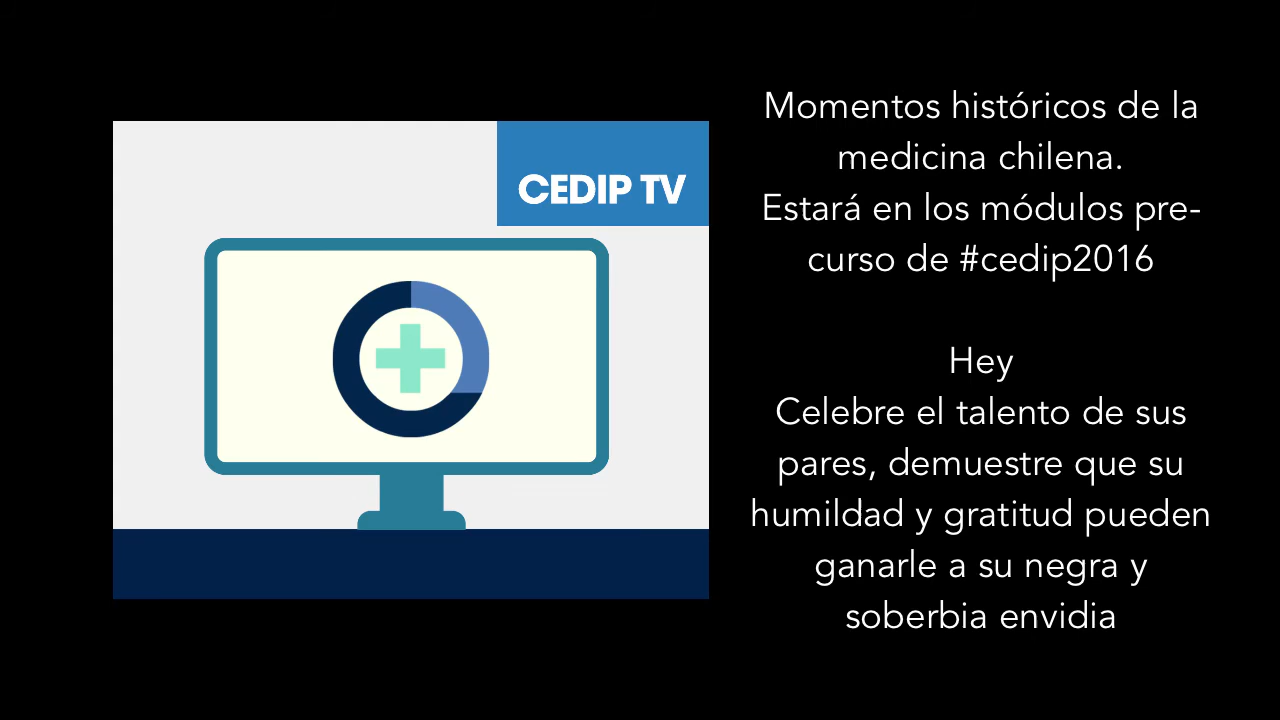 CEDIP TV
Momentos históricos de la
medicina chilena.
Estará en los módulos pre-
curso de #cedip2016
Hey
Celebre el talento de sus
pares, demuestre que su
humildad y gratitud pueden
ganarle a su negra y
soberbia envidia